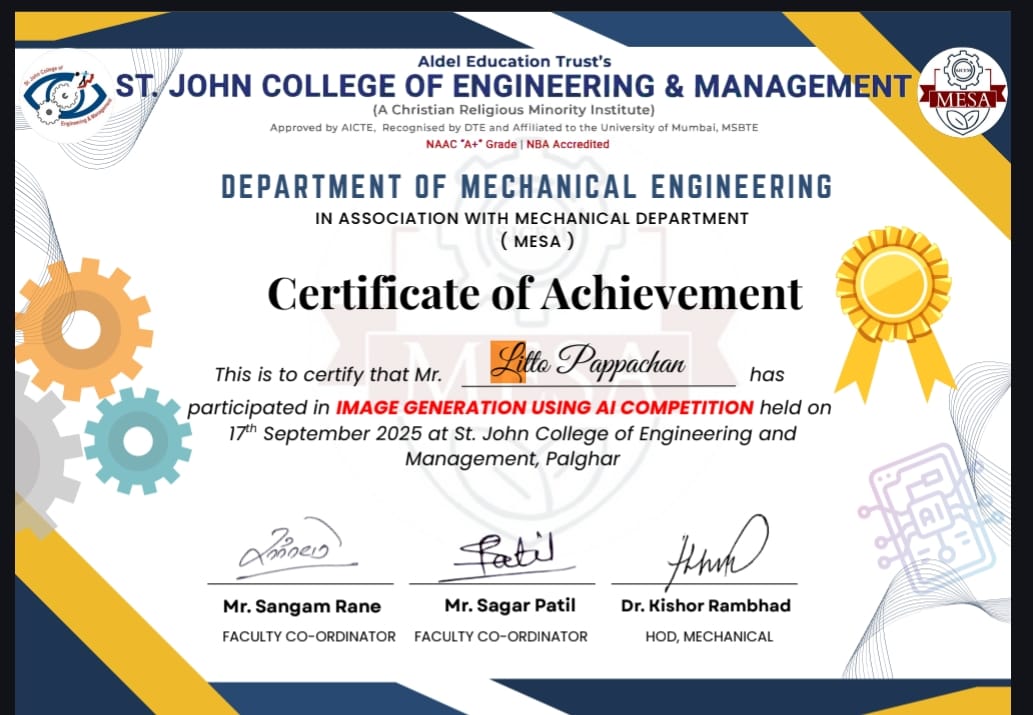 Aldel Education Trust's
ST. JOHN COLLEGE OF ENGINEERING & MANAGEMENT
(A Christian Religious Minority Institute)
Approved by AICTE, Recognised by DTE and Affiliated to the University of Mumbai, MSBTE
NAAC "A+" Grade | NBA Accredited
St. John College of
Engineering & Management
SJCEM
MESA
DEPARTMENT OF MECHANICAL ENGINEERING
IN ASSOCIATION WITH MECHANICAL DEPARTMENT
( MESA )
SJCEM
Certificate of Achievement
MESA
This is to certify that Mr. Litto Pappachan has
participated in IMAGE GENERATION USING AI COMPETITION held on
17th September 2025 at St. John College of Engineering and
Management, Palghar
AI
Patil
Mr. Sangam Rane Mr. Sagar Patil Dr. Kishor Rambhad
FACULTY CO-ORDINATOR FACULTY CO-ORDINATOR HOD, MECHANICAL